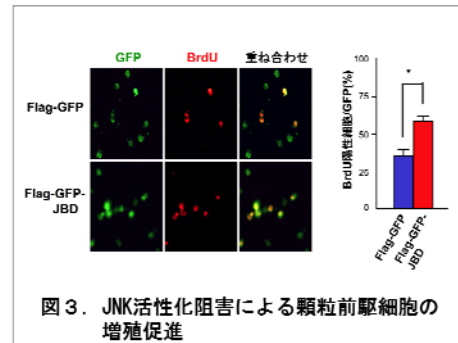 GFP BrdU 重ね合わせ
Flag-GFP
Flag-GFP-
JBD
BrdU陽性細胞/GFP(%)
100
75
50
25
0
*
Flag-GFP
Flag-GFP-
JBD
図３．JNK活性化阻害による顆粒前駆細胞の
増殖促進